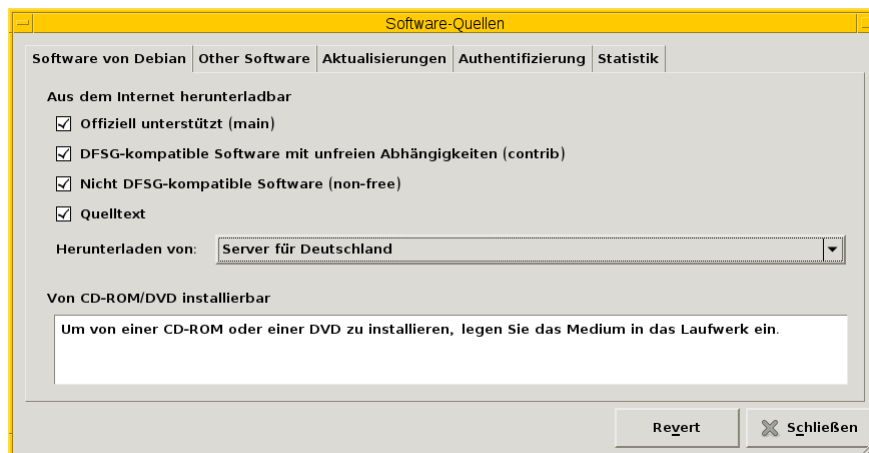 Software-Quellen
Software von Debian Other Software Aktualisierungen Authentifizierung Statistik
Aus dem Internet herunterladbar
Offiziell unterstützt (main)
DFSG-kompatible Software mit unfreien Abhängigkeiten (contrib)
Nicht DFSG-kompatible Software (non-free)
Quelltext
Herunterladen von: Server für Deutschland
Von CD-ROM/DVD installierbar
Um von einer CD-ROM oder einer DVD zu installieren, legen Sie das Medium in das Laufwerk ein.
Revert Schließen